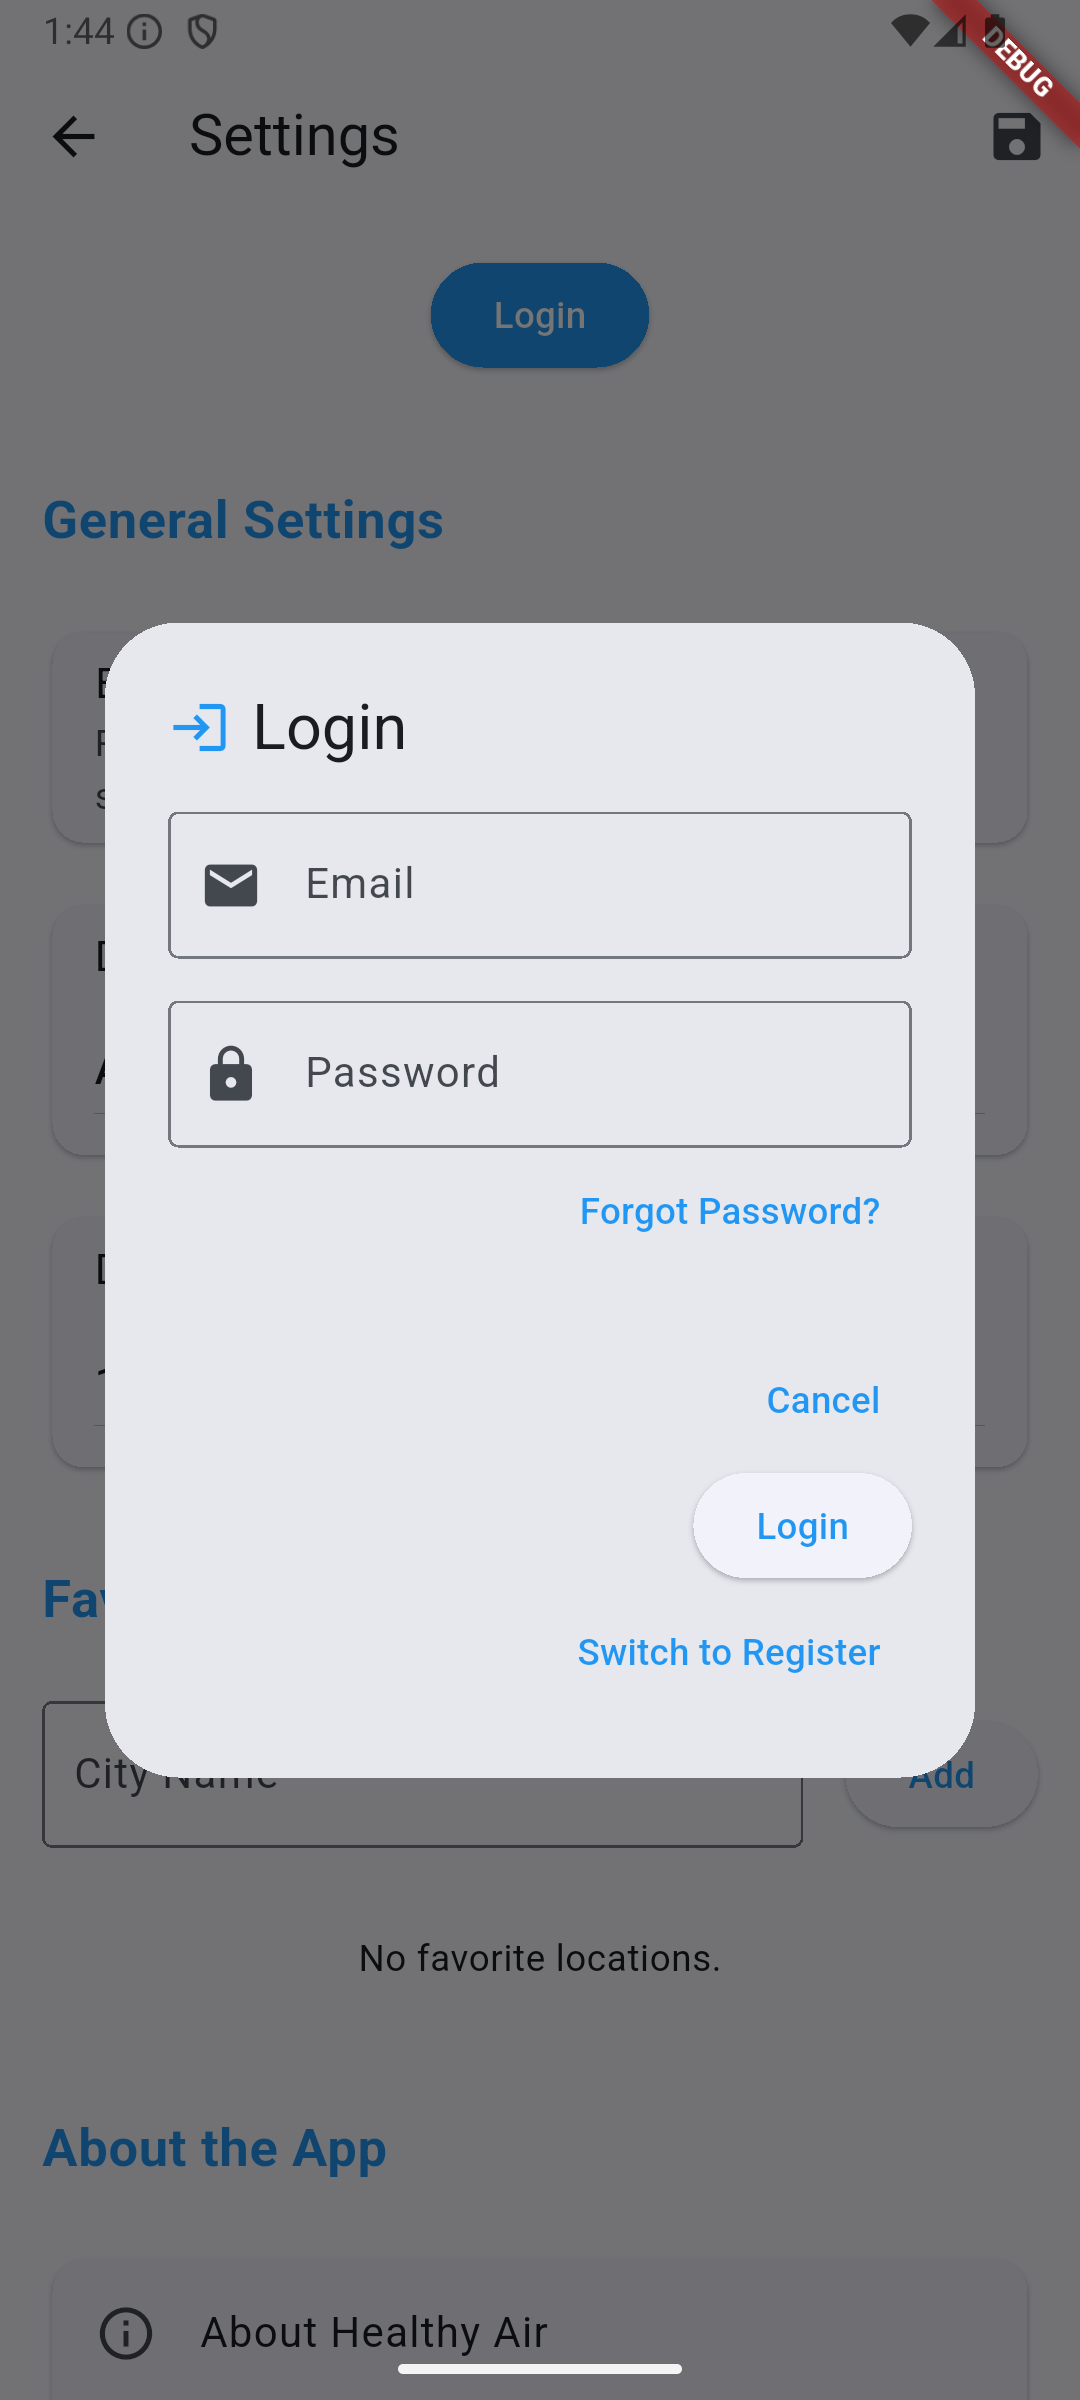 1:44
DEBUG
Settings
Login
General Settings
Login
Email
Password
Forgot Password?
Cancel
Login
Switch to Register
City Name
Add
No favorite locations.
About the App
About Healthy Air